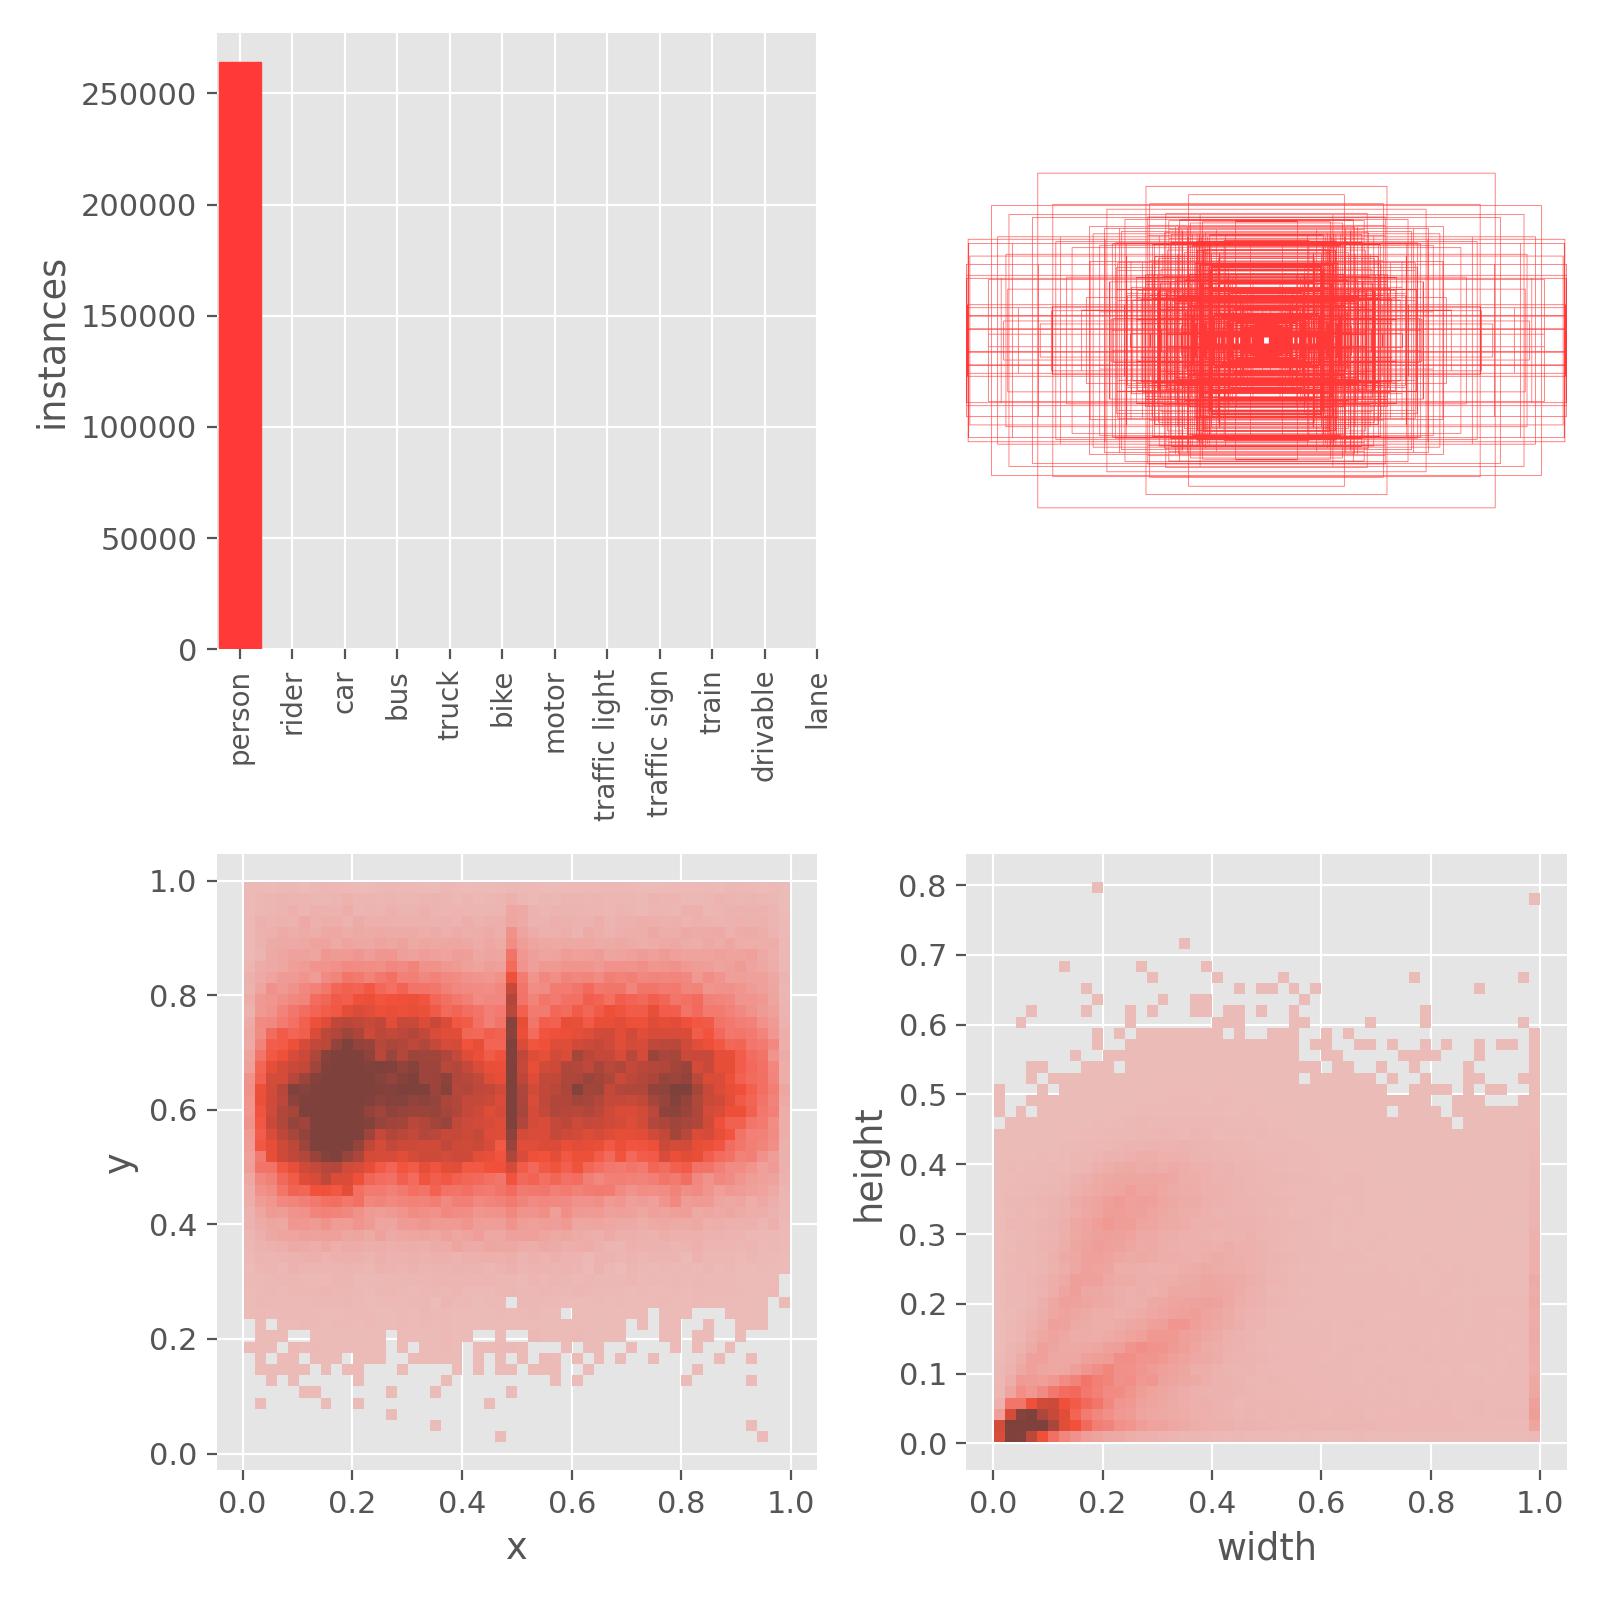 250000
200000
150000
100000
50000
0
instances
person
rider
car
bus
truck
bike
motor
traffic light
traffic sign
train
drivable
lane
1.0
0.8
0.6
0.4
0.2
0.0
y
0.0 0.2 0.4 0.6 0.8 1.0
x
0.8
0.7
0.6
0.5
0.4
0.3
0.2
0.1
0.0
height
0.0 0.2 0.4 0.6 0.8 1.0
width